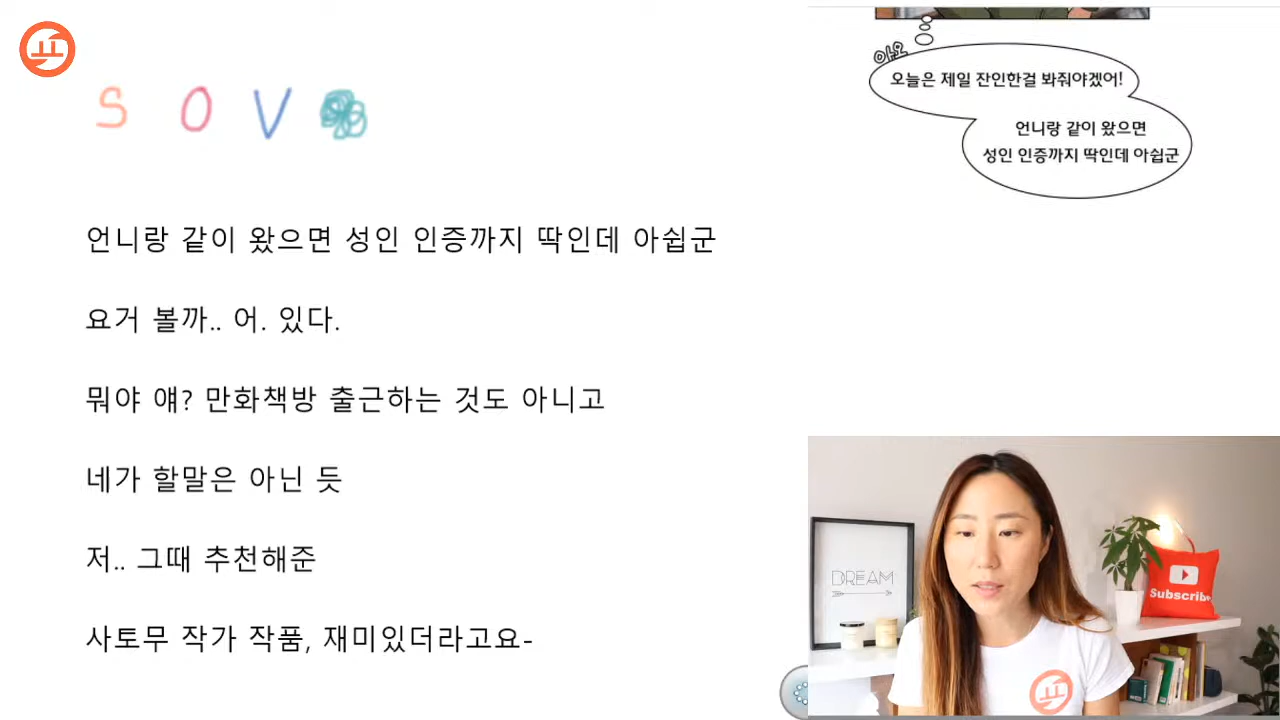 S O V
언니랑 같이 왔으면 성인 인증까지 딱인데 아쉽군
요거 볼까.. 어. 있다.
뭐야 얘? 만화책방 출근하는 것도 아니고
네가 할말은 아닌 듯
저.. 그때 추천해준
사토무 작가 작품, 재미있더라고요-
아오
오늘은 제일 잔인한걸 봐줘야겠어!
언니랑 같이 왔으면
성인 인증까지 딱인데 아쉽군
DREAM
Subscribe